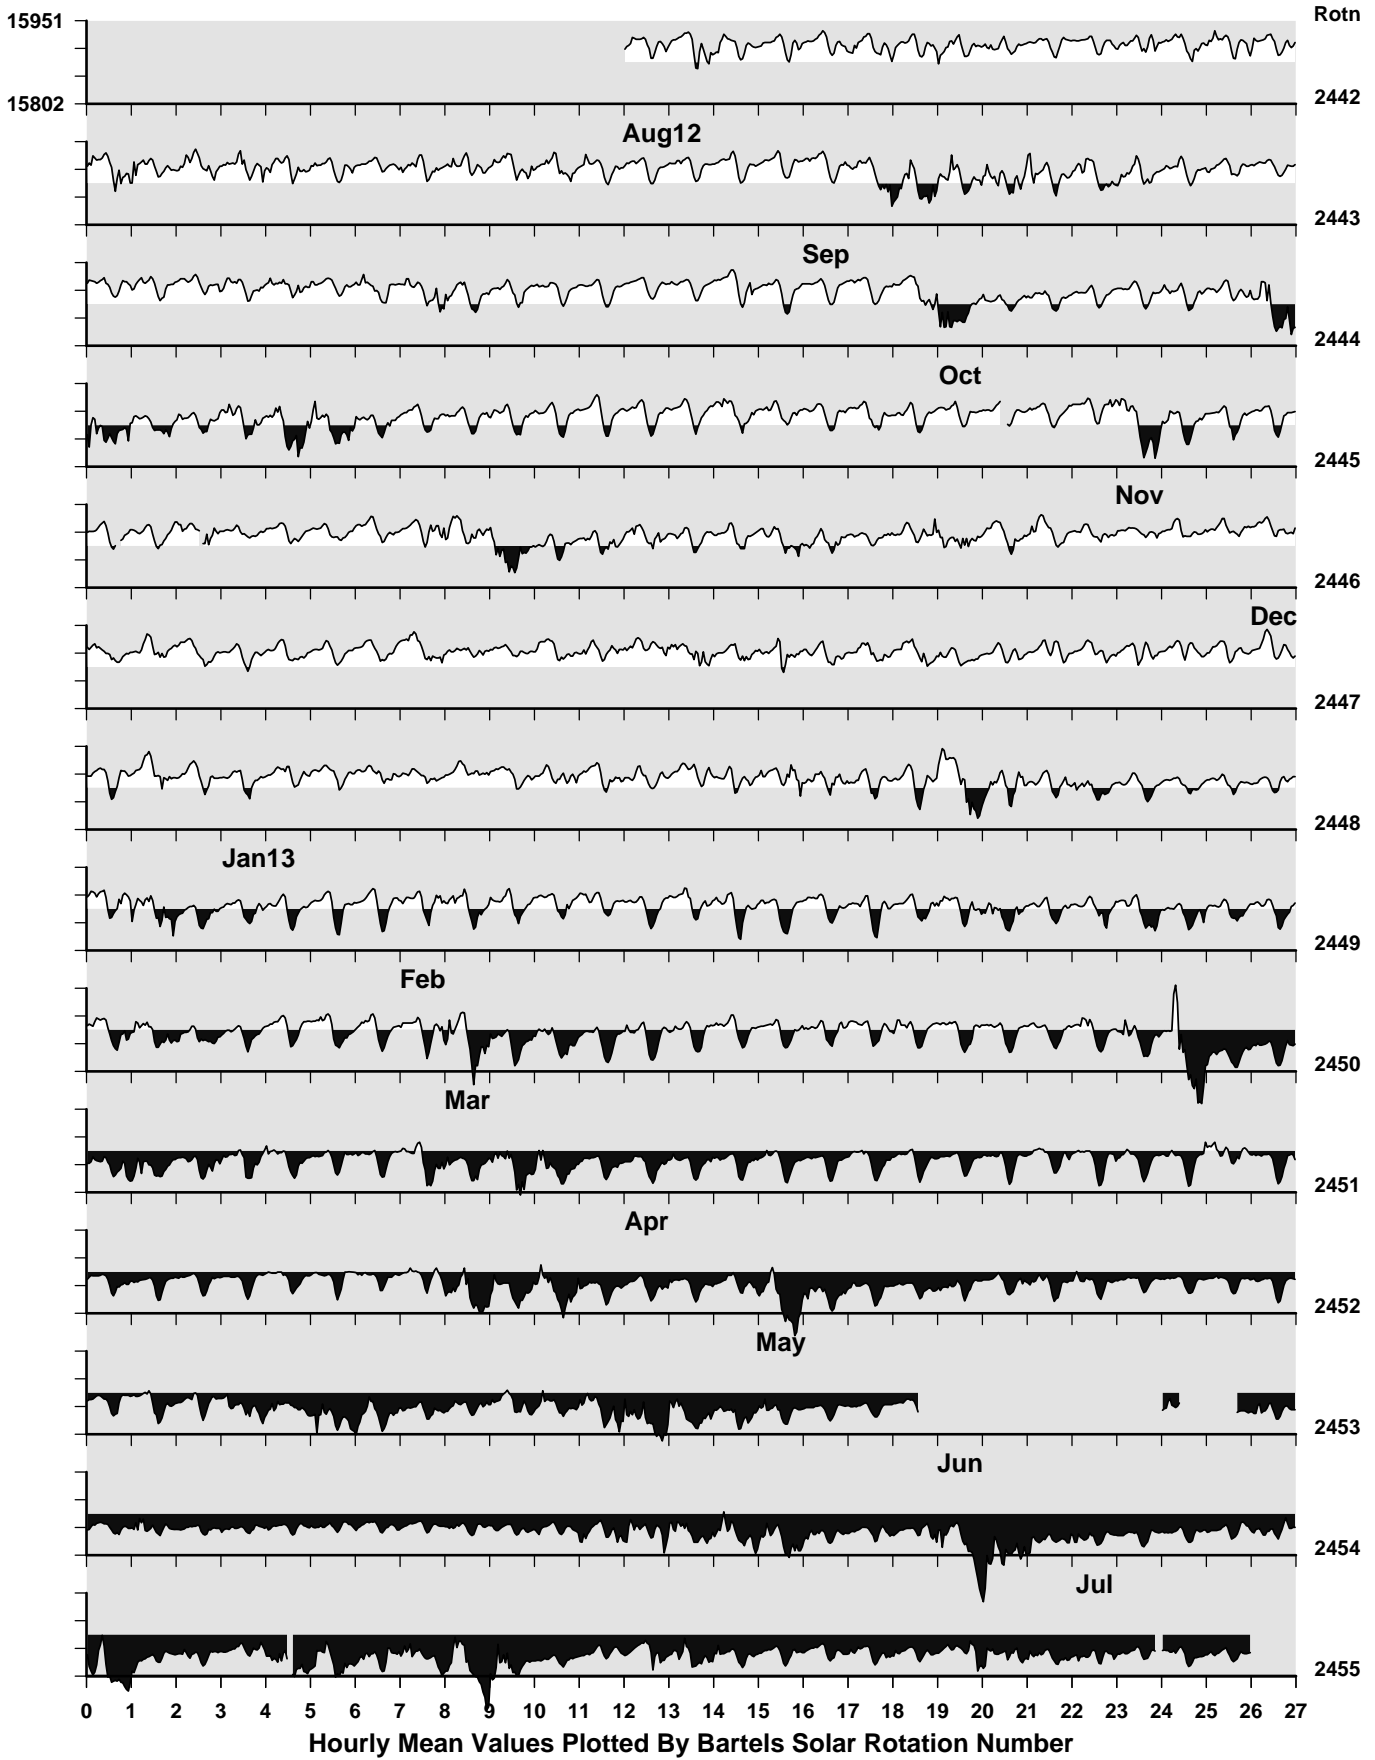 15951 Rotn
15802 2442
Aug12
2443
Sep
2444
Oct
2445
Nov
2446
Dec
2447
2448
Jan13
2449
Feb
2450
Mar
2451
Apr
2452
May
2453
Jun
2454
Jul
2455
0 1 2 3 4 5 6 7 8 9 10 11 12 13 14 15 16 17 18 19 20 21 22 23 24 25 26 27
Hourly Mean Values Plotted By Bartels Solar Rotation Number